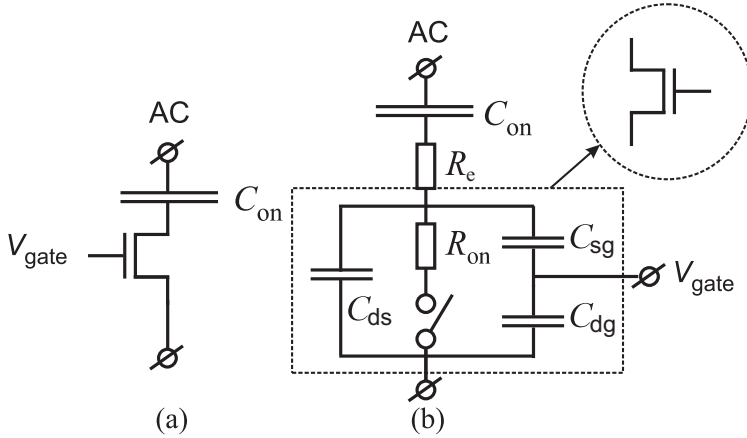 AC
C_on
V_gate
(a)
AC
C_on
R_e
R_on
C_sg
C_ds
C_dg
V_gate
(b)